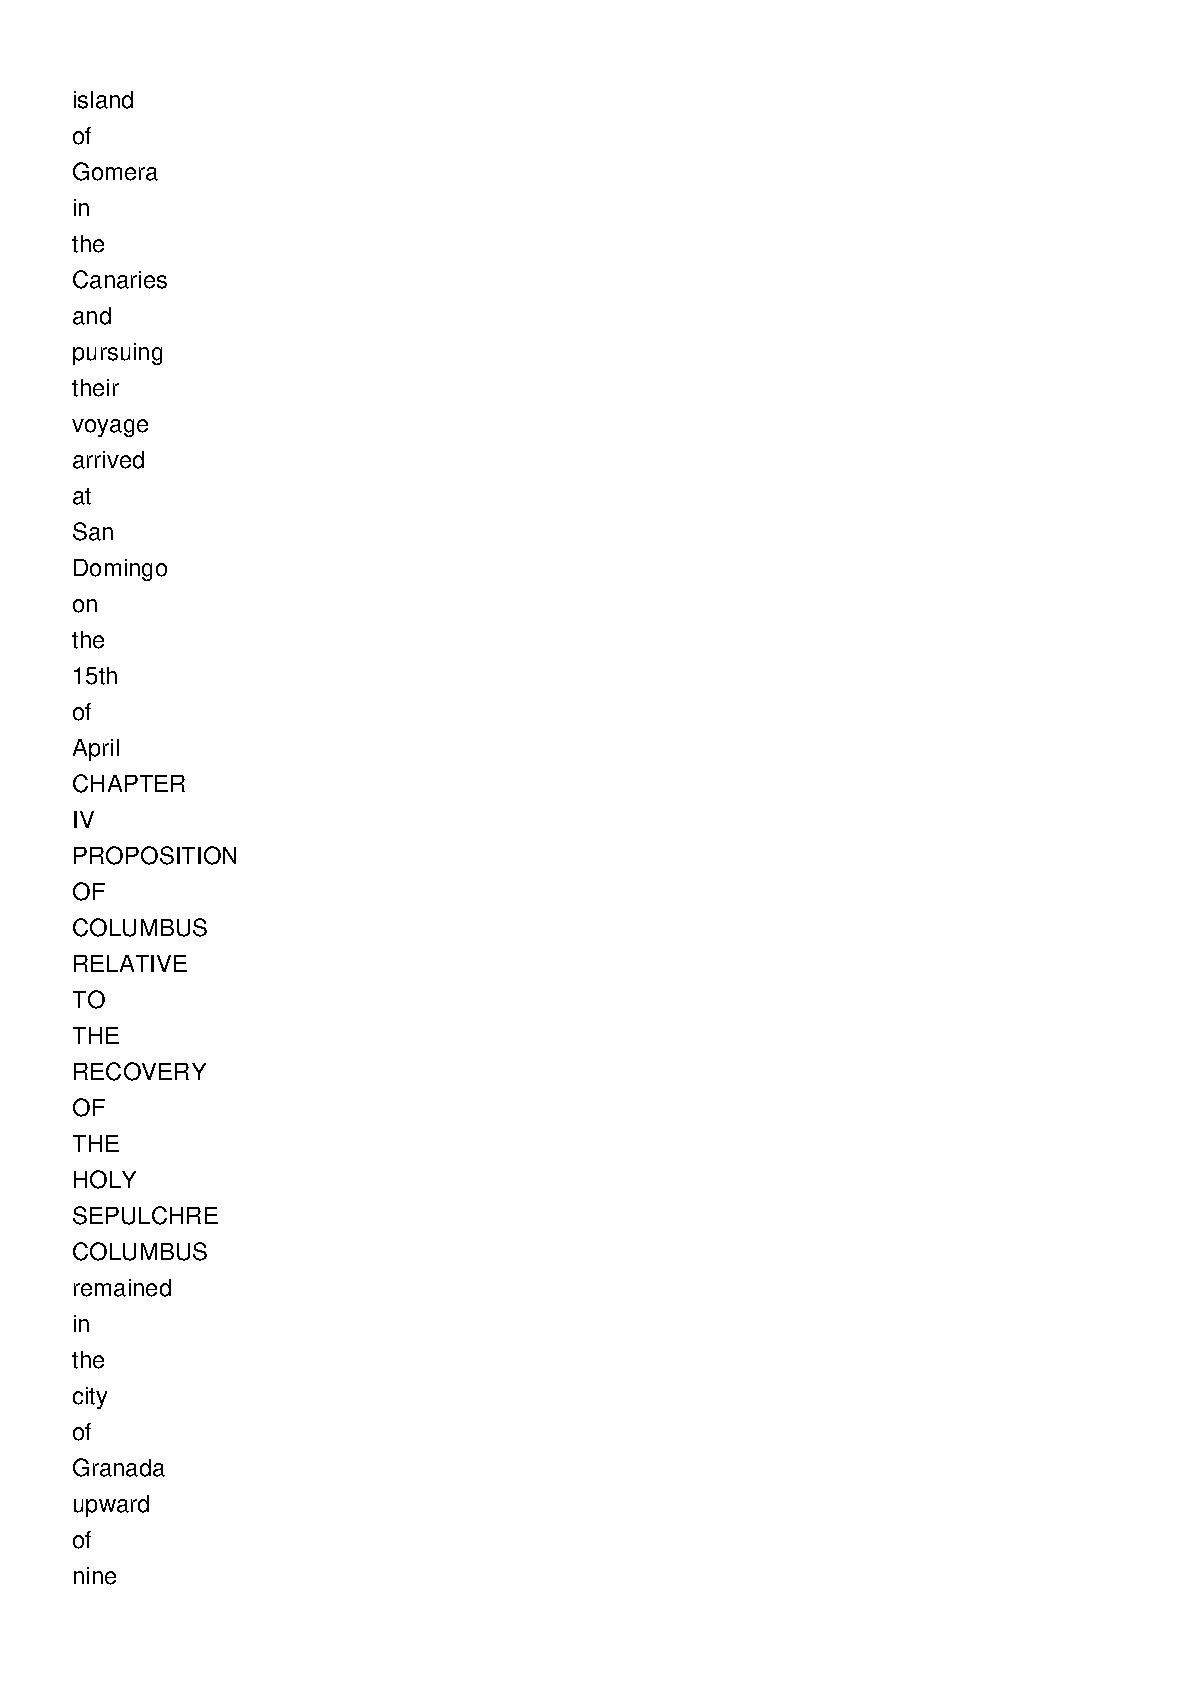 island
of
Gomera
in
the
Canaries
and
pursuing
their
voyage
arrived
at
San
Domingo
on
the
15th
of
April
CHAPTER
IV
PROPOSITION
OF
COLUMBUS
RELATIVE
TO
THE
RECOVERY
OF
THE
HOLY
SEPULCHRE
COLUMBUS
remained
in
the
city
of
Granada
upward
of
nine